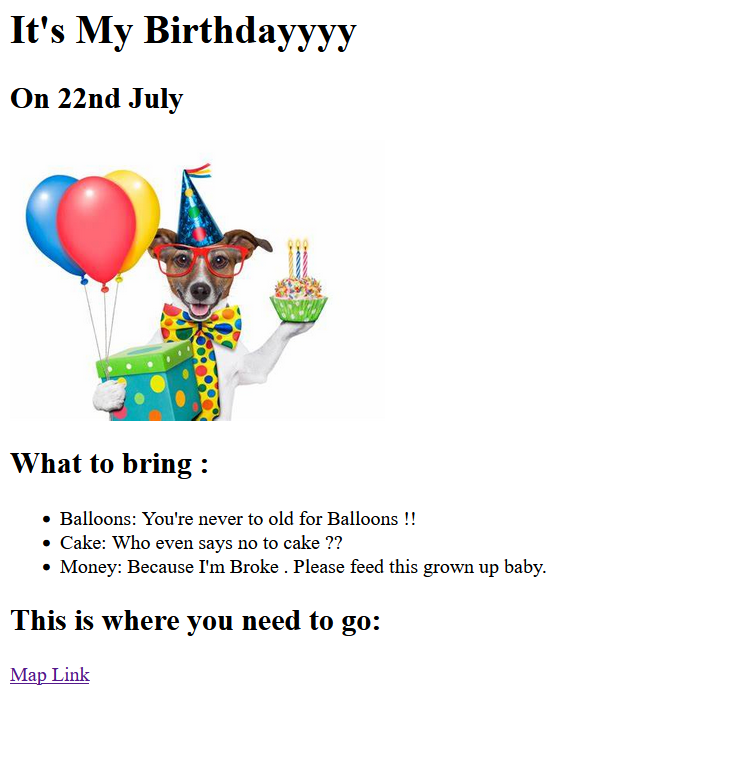 It's My Birthdayyyy
On 22nd July
What to bring :
Balloons: You're never to old for Balloons !!
Cake: Who even says no to cake ??
Money: Because I'm Broke . Please feed this grown up baby.
This is where you need to go:
Map Link